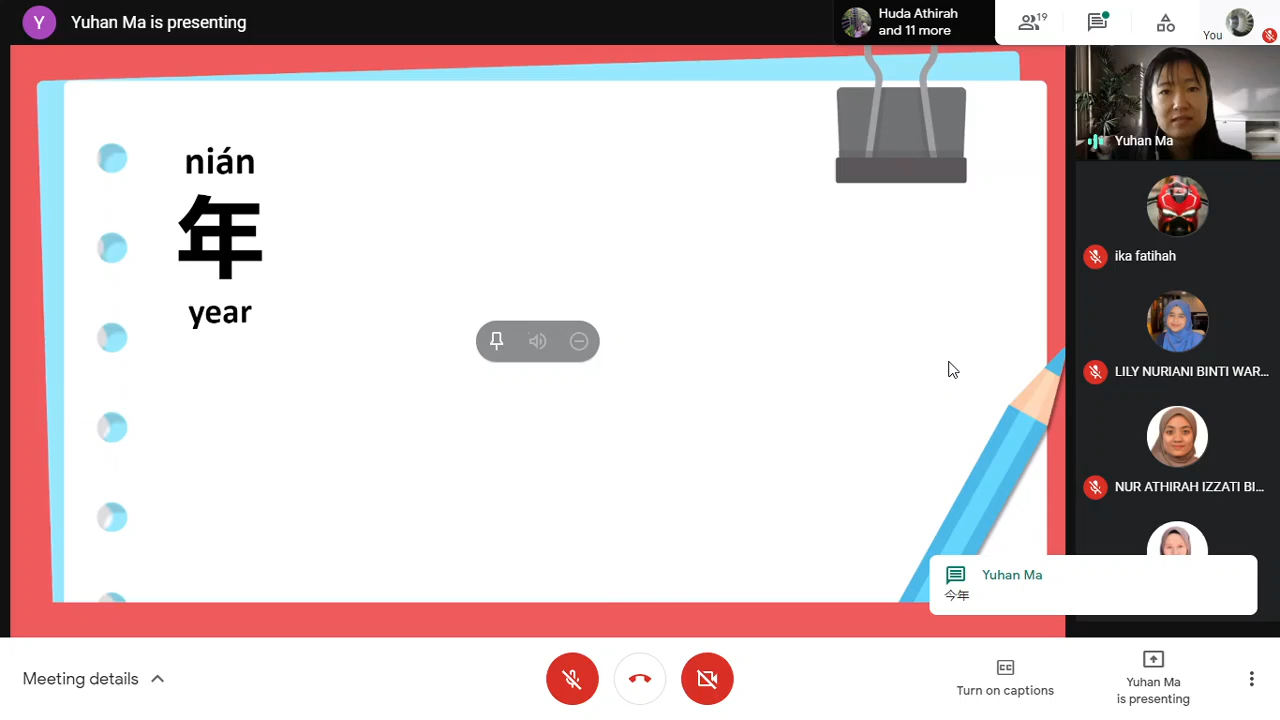 Y
Yuhan Ma is presenting
Huda Athirah
and 11 more
19
You
nián
年
year
Yuhan Ma
ika fatihah
LILY NURIANI BINTI WAR...
NUR ATHIRAH IZZATI BI...
Yuhan Ma
今年
Meeting details
CC
Turn on captions
Yuhan Ma
is presenting